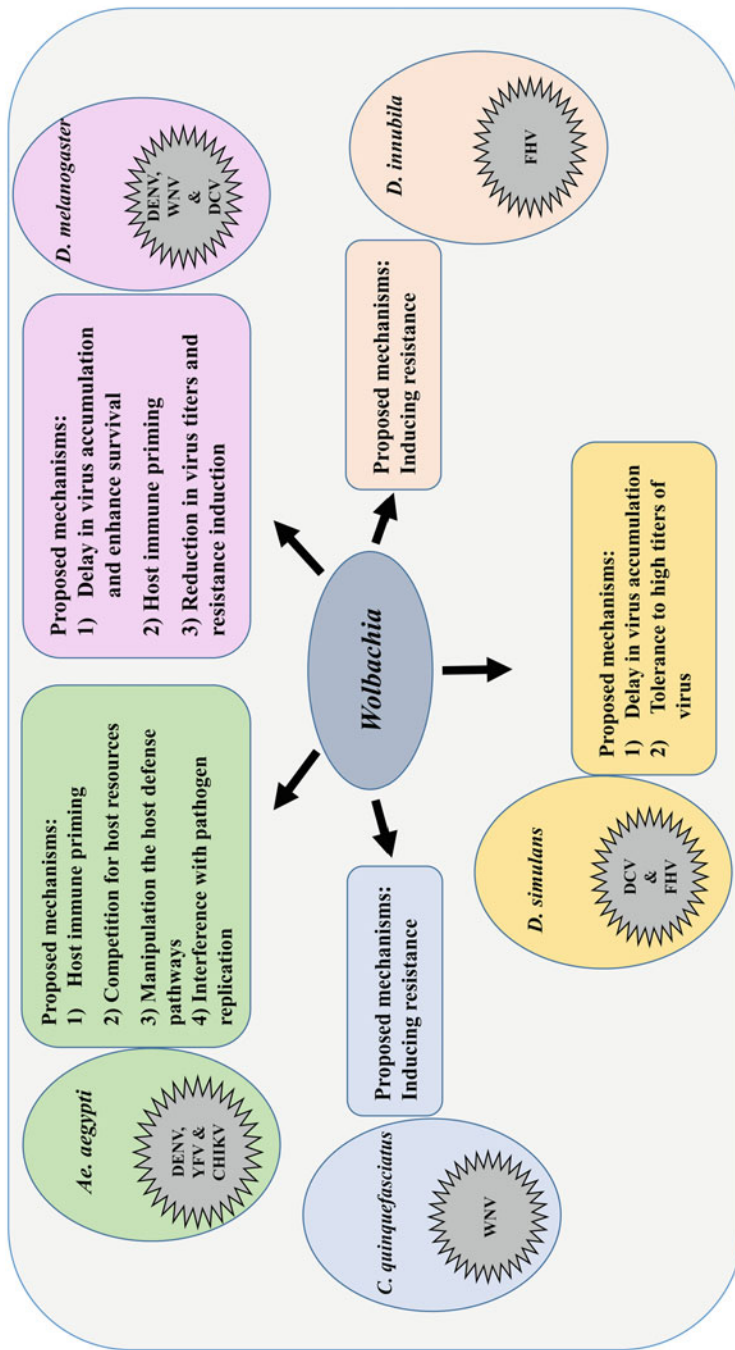 Ae. aegypti
DENV,
YFV &
CHIKV
Proposed mechanisms:
1) Host immune priming
2) Competition for host resources
3) Manipulation the host defense
pathways
4) Interference with pathogen
replication
Proposed mechanisms:
1) Delay in virus accumulation
and enhance survival
2) Host immune priming
3) Reduction in virus titers and
resistance induction
D. melanogaster
DENV,
WNV
&
DCV
C. quinquefasciatus
WNV
Proposed mechanisms:
Inducing resistance
Wolbachia
Proposed mechanisms:
Inducing resistance
D. innubila
FHV
D. simulans
DCV
&
FHV
Proposed mechanisms:
1) Delay in virus accumulation
2) Tolerance to high titers of
virus